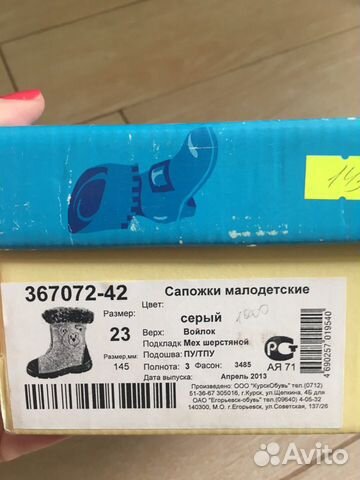 367072-42
Сапожки малодетские
Размер:
Цвет:
серый
23
Верх: Войлок
Подкладк Мех шерстяной
Размер,мм:
Подошва: ПУ/ТПУ
145
Полнота: 3 Фасон: 3485
АЯ 71
Дата выпуска: Апрель 2013
Произведено: ООО "КурскОбувь" тел.(0712)
51-36-67 305016, г.Курск, ул.Щепкина, 4Б для
ОАО "Егорьевск-обувь" тел.(09640) 4-05-32
140300, М.О. г.Егорьевск, ул.Советская, 137/26
4690257019540
Avito